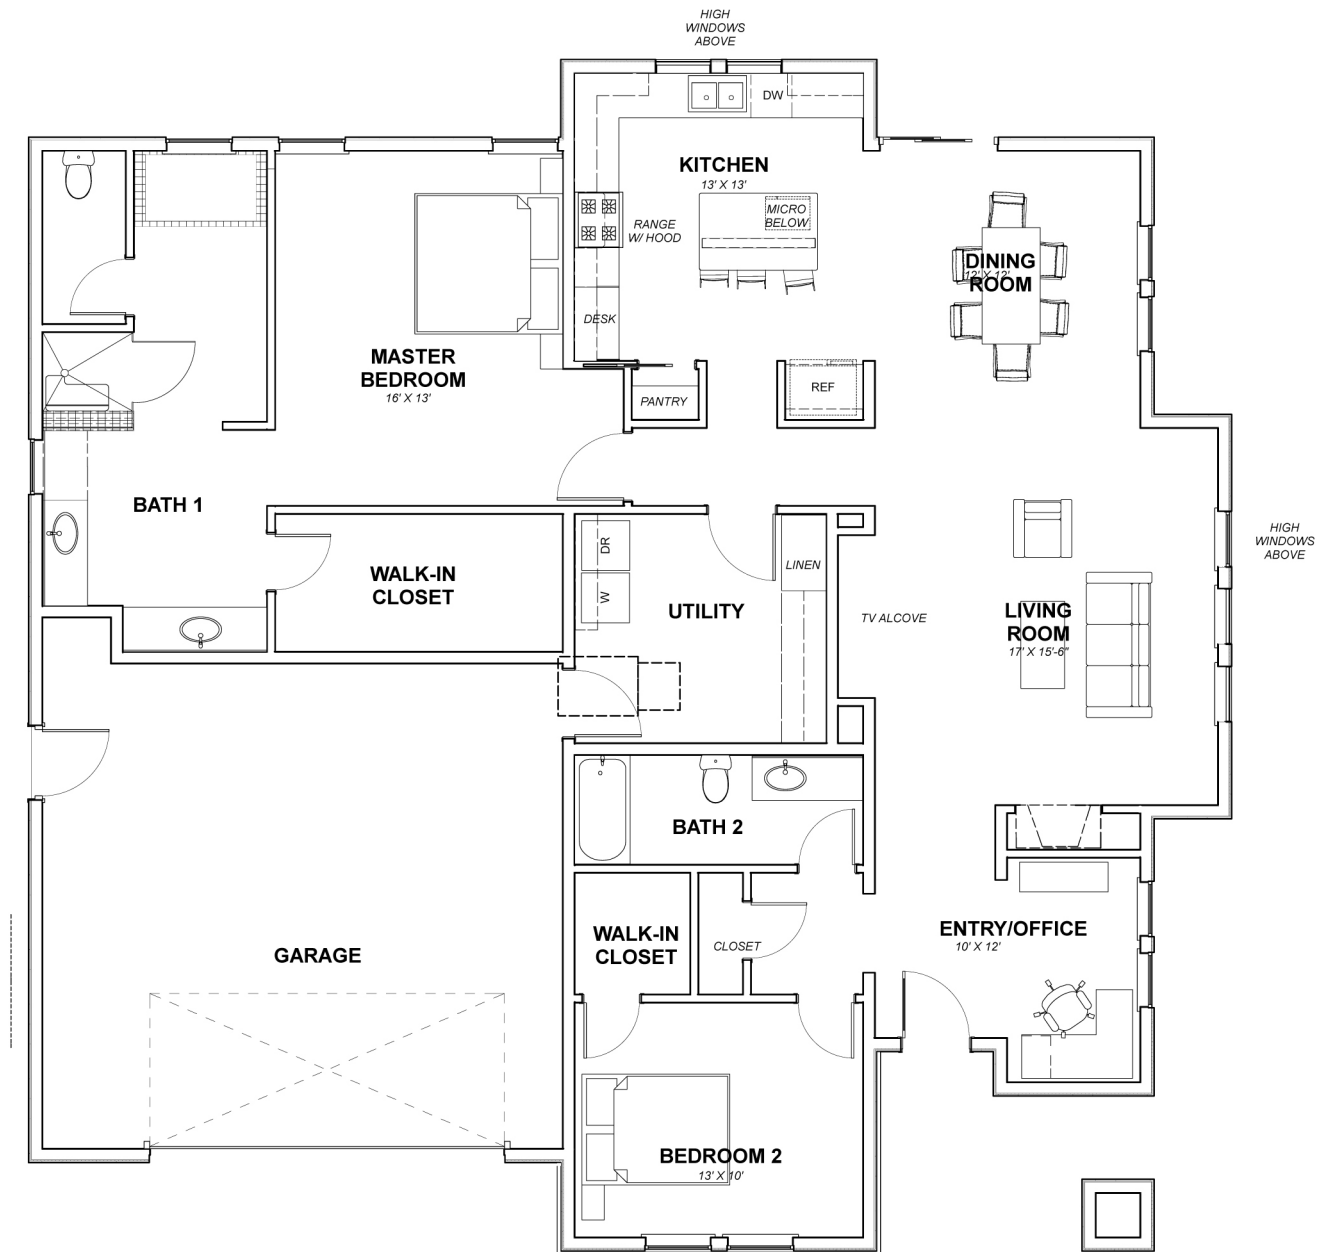 HIGH
WINDOWS
ABOVE
DW
KITCHEN
13' X 13'
MICRO
BELOW
RANGE
W/ HOOD
DINING
12' X 12'
ROOM
DESK
MASTER
BEDROOM
16' X 13'
PANTRY
REF
BATH 1
HIGH
WINDOWS
ABOVE
DR
W
LINEN
WALK-IN
CLOSET
UTILITY
TV ALCOVE
LIVING
ROOM
17' X 15'-6"
BATH 2
WALK-IN
CLOSET
CLOSET
ENTRY/OFFICE
10' X 12'
GARAGE
BEDROOM 2
13' X 10'